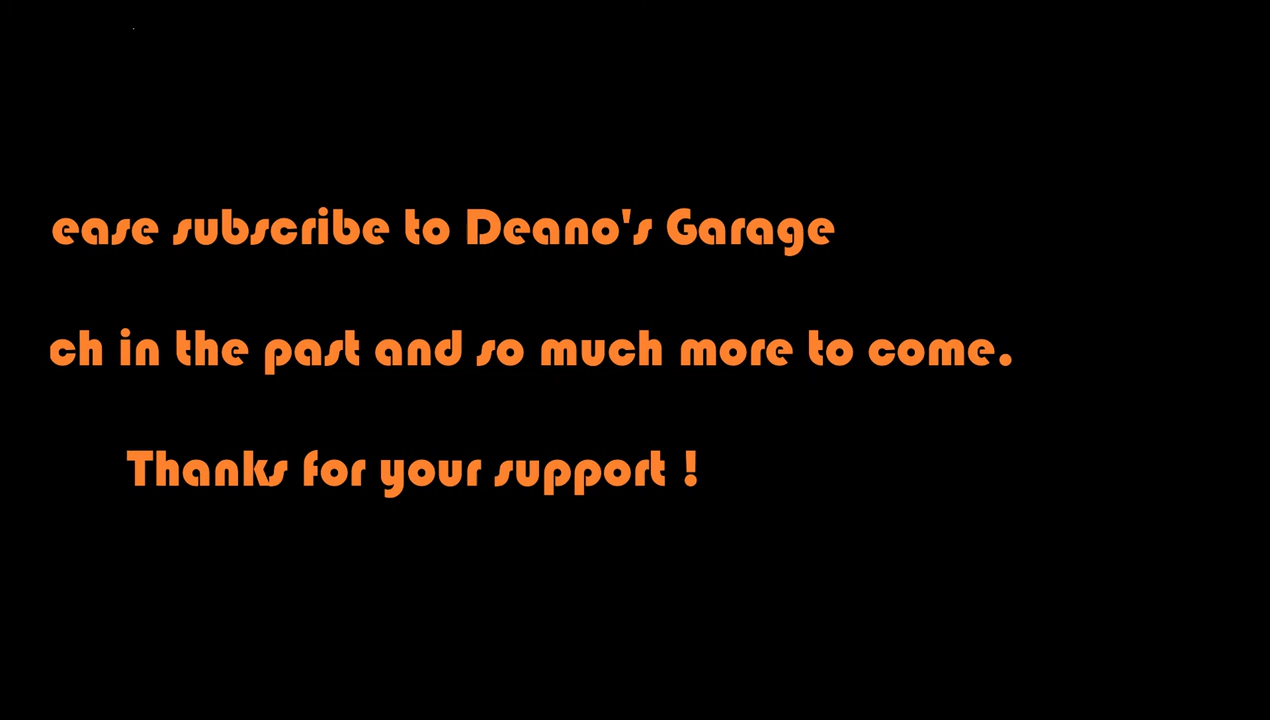 ease subscribe to Deano's Garage
ch in the past and so much more to come.
Thanks for your support !